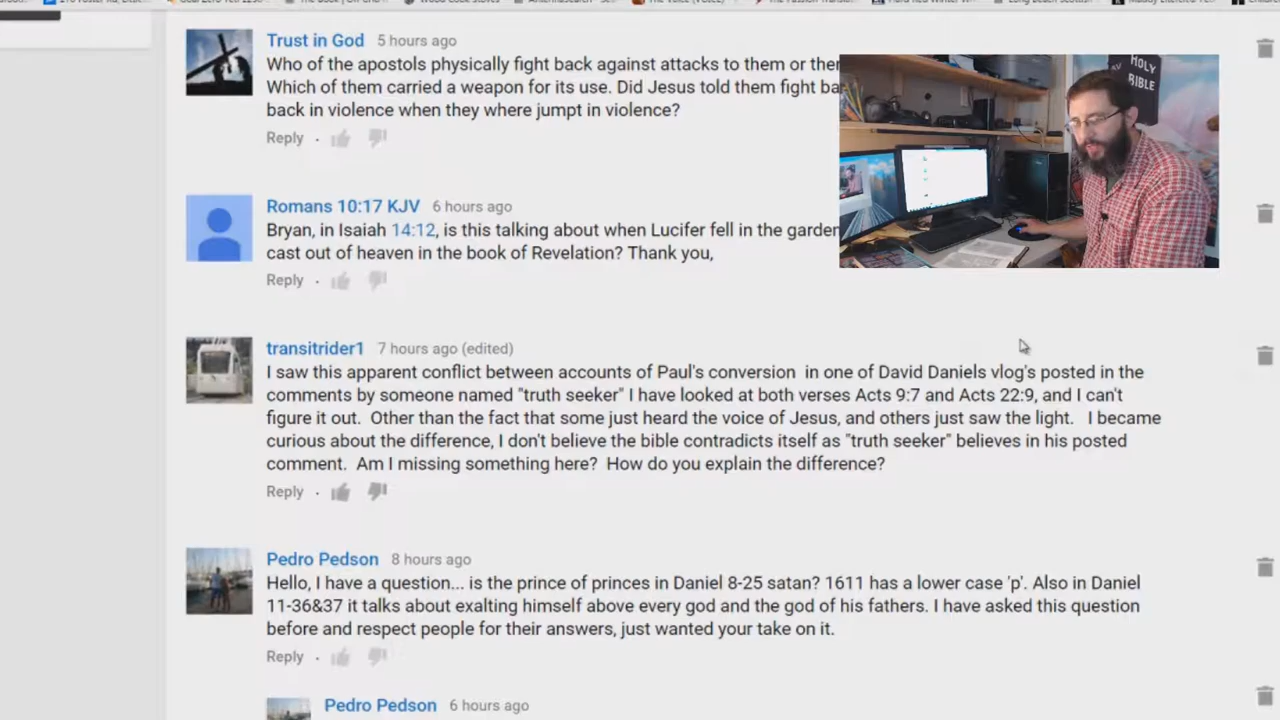 Trust in God 5 hours ago
Who of the apostols physically fight back against attacks to them or
Which of them carried a weapon for its use. Did Jesus told them fight
back in violence when they where jumpt in violence?
Reply
Romans 10:17 KJV 6 hours ago
Bryan, in Isaiah 14:12, is this talking about when Lucifer fell in the garden
cast out of heaven in the book of Revelation? Thank you,
Reply
transitrider1 7 hours ago (edited)
I saw this apparent conflict between accounts of Paul's conversion in one of David Daniels vlog's posted in the
comments by someone named "truth seeker" I have looked at both verses Acts 9:7 and Acts 22:9, and I can't
figure it out. Other than the fact that some just heard the voice of Jesus, and others just saw the light. I became
curious about the difference, I don't believe the bible contradicts itself as "truth seeker" believes in his posted
comment. Am I missing something here? How do you explain the difference?
Reply
Pedro Pedson 8 hours ago
Hello, I have a question... is the prince of princes in Daniel 8-25 satan? 1611 has a lower case 'p'. Also in Daniel
11-36&37 it talks about exalting himself above every god and the god of his fathers. I have asked this question
before and respect people for their answers, just wanted your take on it.
Reply
Pedro Pedson 6 hours ago
HOLY
BIBLE